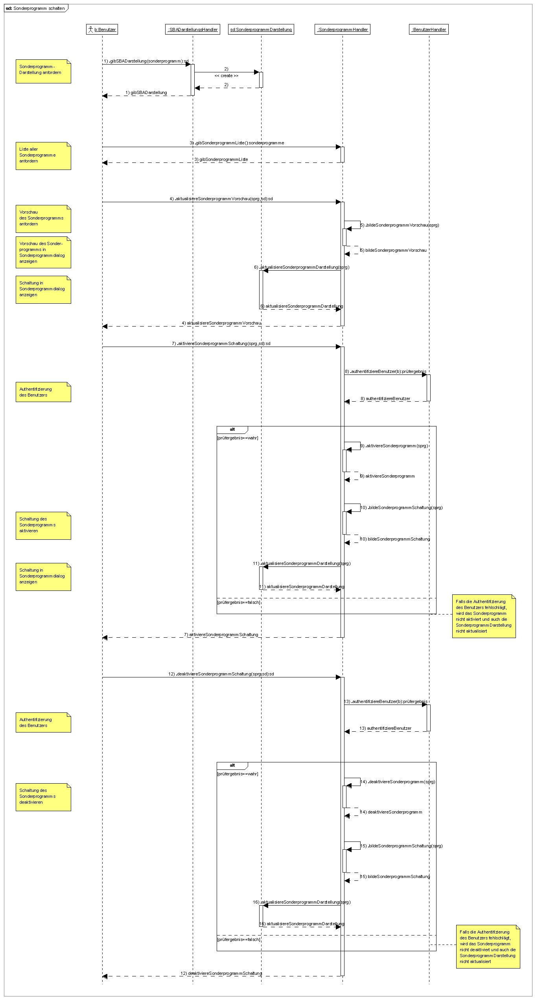 sd: Sonderprogramm schalten
b:Benutzer
:SBADarstellungsHandler
sd:SonderprogrammDarstellung
:SonderprogrammHandler
:BenutzerHandler
Sonderprogramm-
Darstellung anfordern
1) .gibSBADarstellung(sonderprogramm):sd
2)
<< create >>
2)
1) gibSBADarstellung
Liste aller
Sonderprogramme
anfordern
3) .gibSonderprogrammListe():sonderprogramme
3) gibSonderprogrammListe
4) .aktualisiereSonderprogrammVorschau(sprg,sd):sd
Vorschau
des Sonderprogramms
anfordern
5) .bildeSonderprogrammVorschau(sprg)
Vorschau des Sonder-
programms in
Sonderprogrammdialog
anzeigen
5) bildeSonderprogrammVorschau
6) .aktualisiereSonderprogrammDarstellung(sprg)
Schaltung in
Sonderprogrammdialog
anzeigen
6) aktualisiereSonderprogrammDarstellung
4) aktualisiereSonderprogrammVorschau
7) .aktiviereSonderprogrammSchaltung(sprg,sd):sd
8) .authentifiziereBenutzer(b):prüfergebnis
Authentifizierung
des Benutzers
8) authentifiziereBenutzer
alt
[prüfergebnis==wahr]
9) .aktiviereSonderprogramm(sprg)
9) aktiviereSonderprogramm
10) .bildeSonderprogrammSchaltung(sprg)
Schaltung des
Sonderprogramms
aktivieren
10) bildeSonderprogrammSchaltung
11) .aktualisiereSonderprogrammDarstellung(sprg)
Schaltung in
Sonderprogrammdialog
anzeigen
11) aktualisiereSonderprogrammDarstellung
[prüfergebnis==falsch]
Falls die Authentifizierung
des Benutzers fehlschlägt,
wird das Sonderprogramm
nicht aktiviert und auch die
SonderprogrammDarstellung
nicht aktualisiert
7) aktiviereSonderprogrammSchaltung
12) .deaktiviereSonderprogrammSchaltung(sprg,sd):sd
13) .authentifiziereBenutzer(b):prüfergebnis
Authentifizierung
des Benutzers
13) authentifiziereBenutzer
alt
[prüfergebnis==wahr]
14) .deaktiviereSonderprogramm(sprg)
Schaltung des
Sonderprogramms
deaktivieren
14) deaktiviereSonderprogramm
15) .bildeSonderprogrammSchaltung(sprg)
15) bildeSonderprogrammSchaltung
16) .aktualisiereSonderprogrammDarstellung(sprg)
16) aktualisiereSonderprogrammDarstellung
[prüfergebnis==falsch]
Falls die Authentifizierung
des Benutzers fehlschlägt,
wird das Sonderprogramm
nicht deaktiviert und auch die
SonderprogrammDarstellung
nicht aktualisiert
12) deaktiviereSonderprogrammSchaltung